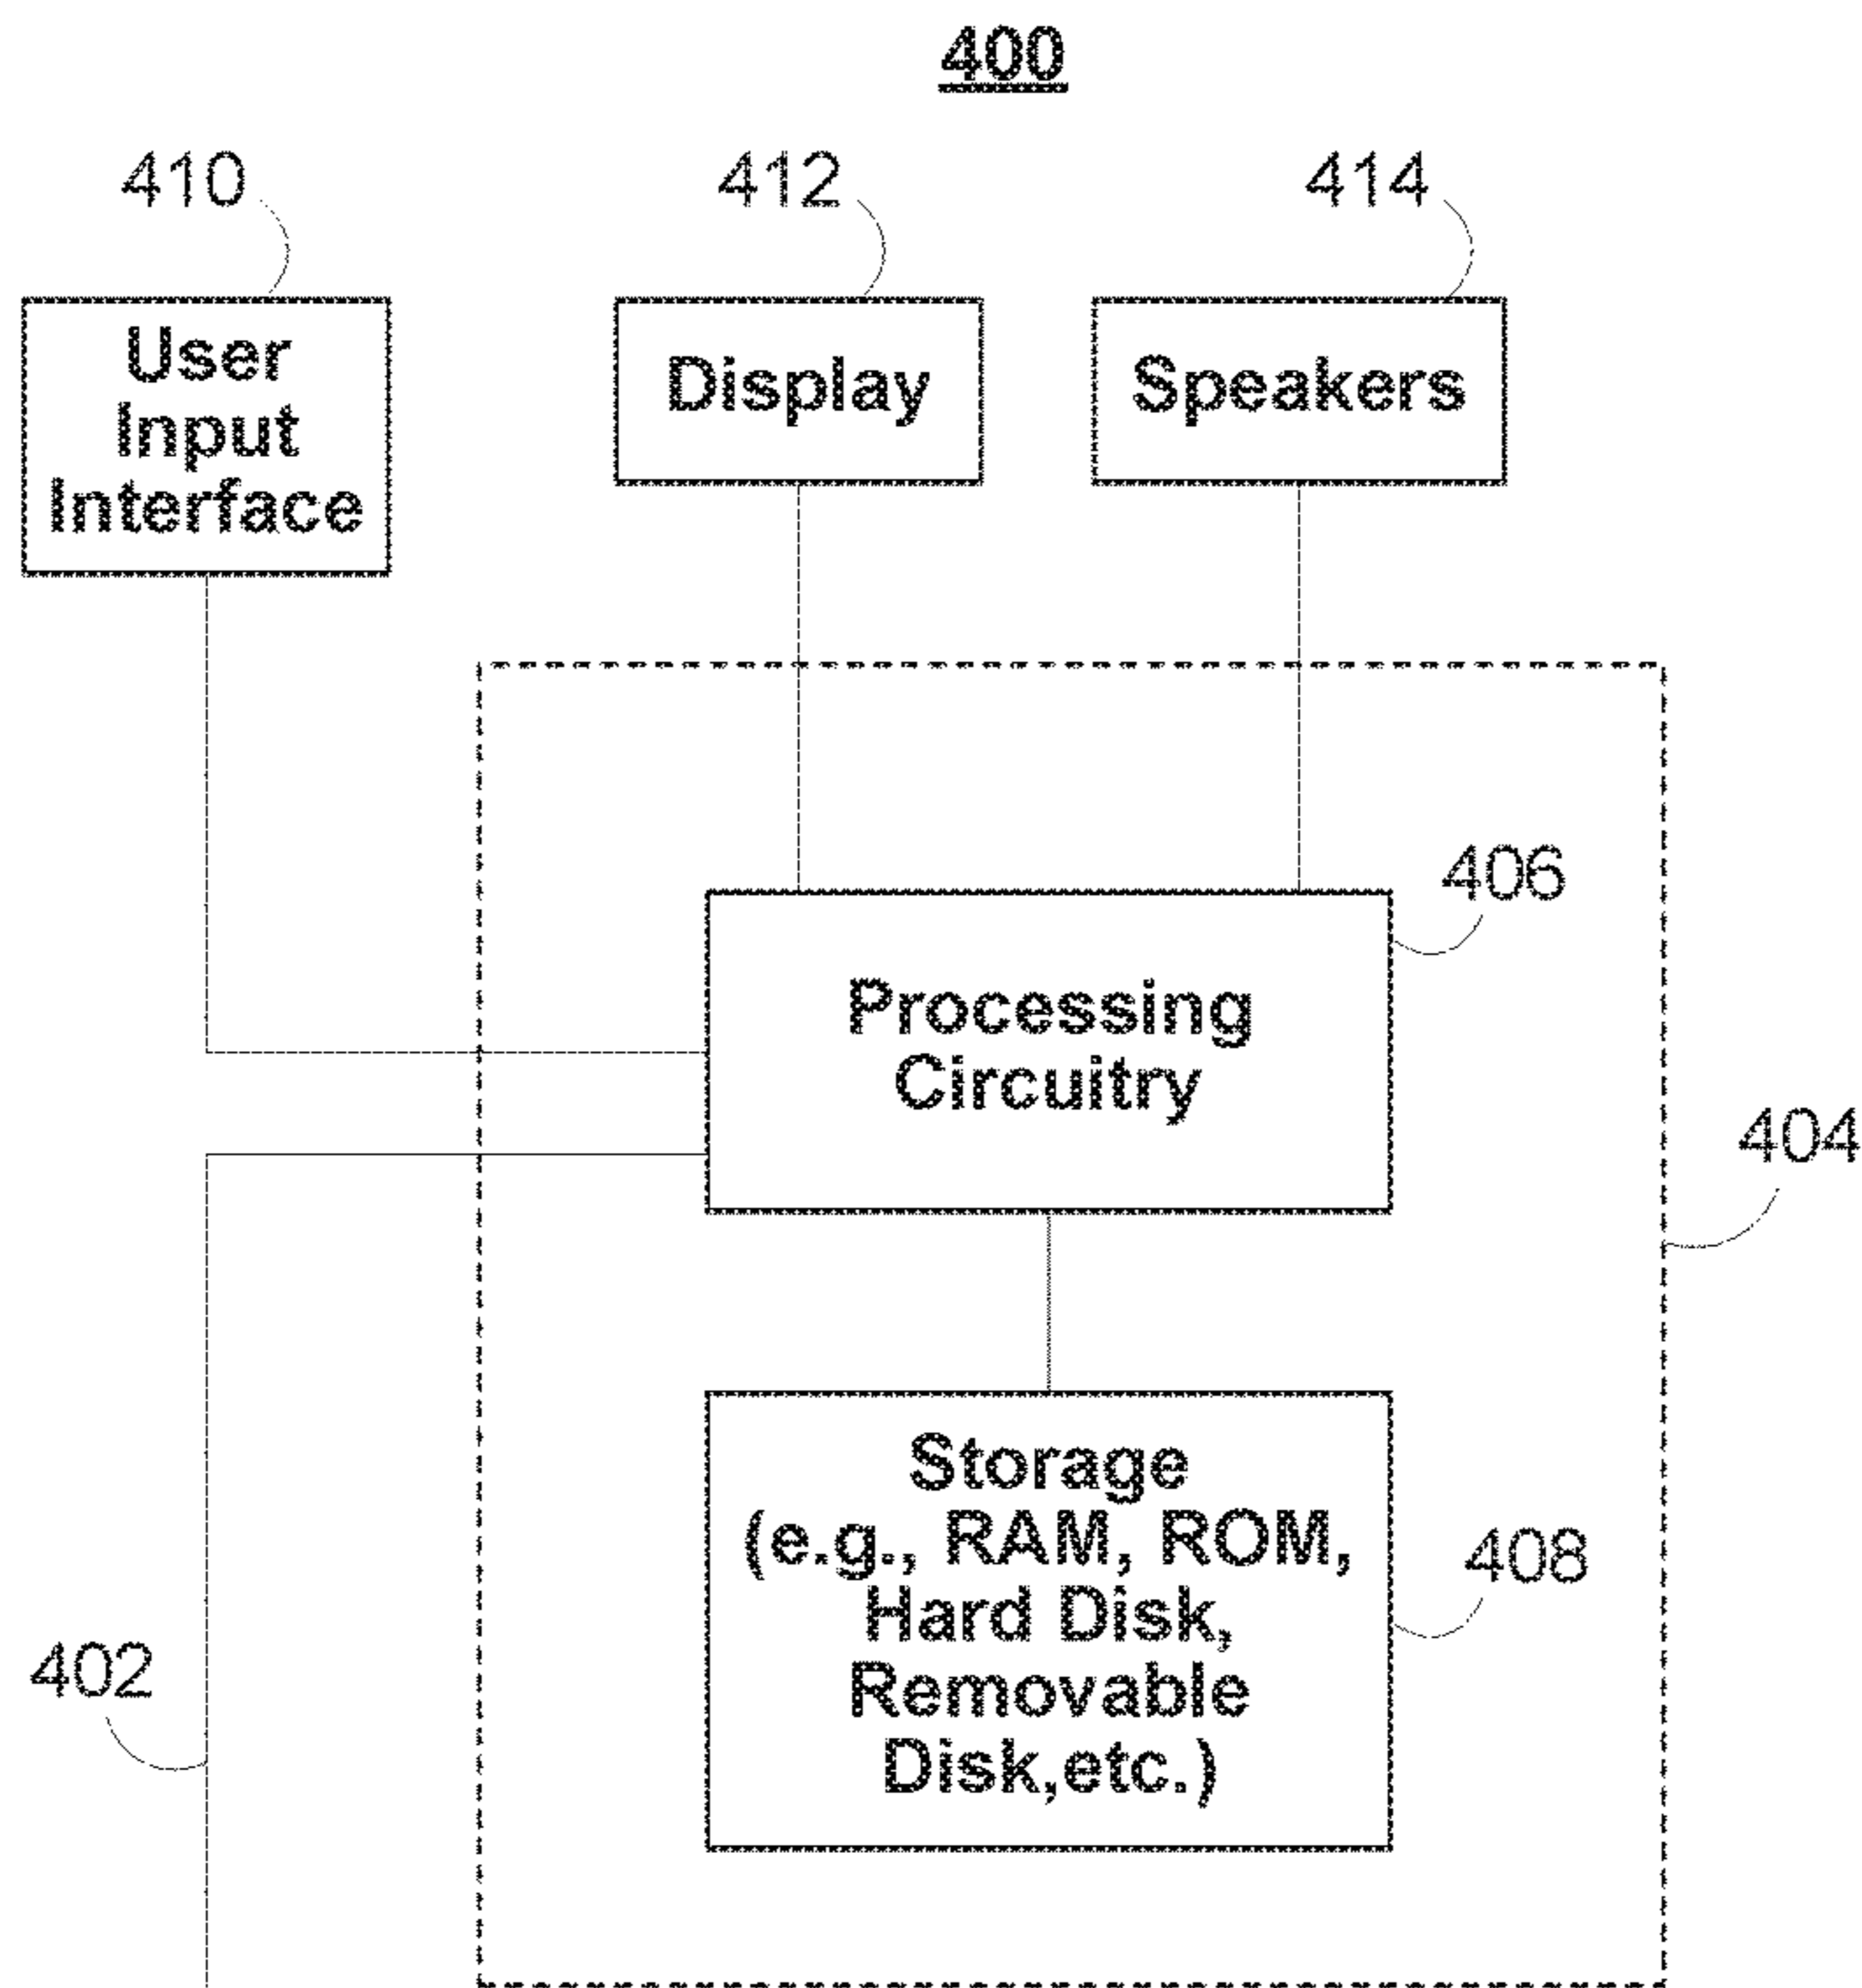 400
410
412
414
User
Input
Interface
Display
Speakers
406
Processing
Circuitry
404
Storage
(e.g., RAM, ROM,
Hard Disk,
Removable
Disk,etc.)
408
402